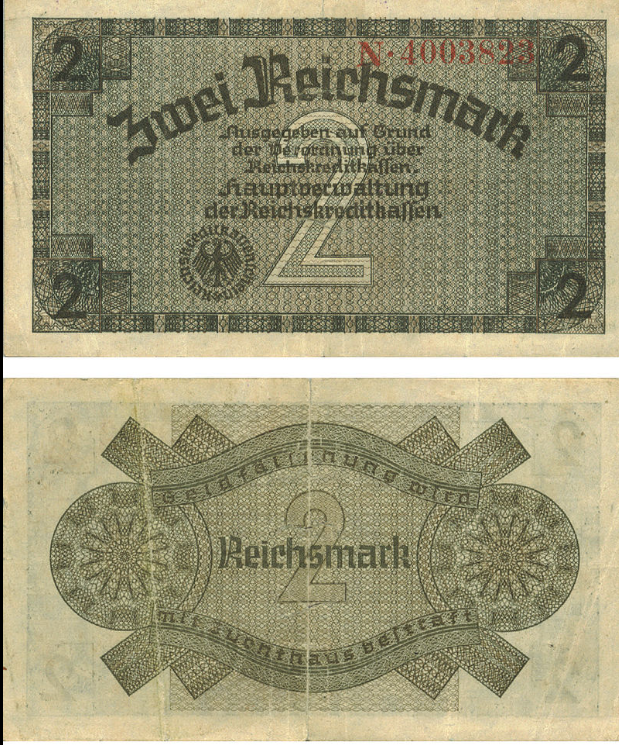 2
N·4003823
2
Zwei Reichsmark
Ausgegeben auf Grund
der Verordnung über
Reichskreditkassen.
Hauptverwaltung
der Reichskreditkassen
2
2
2
Geldfälschung wird
2
Reichsmark
mit Zuchthaus bestraft